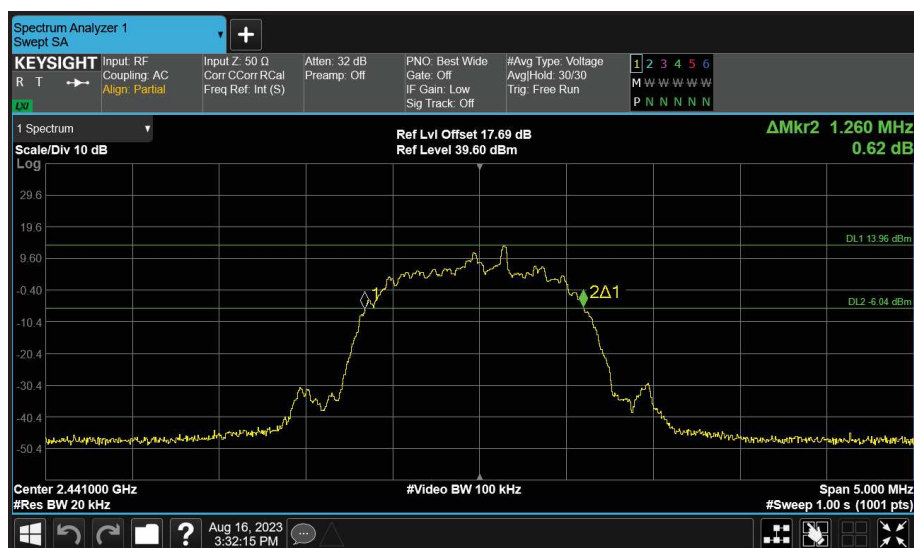 Spectrum Analyzer 1
Swept SA
KEYSIGHT
R T
LXI
Input: RF
Coupling: AC
Align: Partial
Input Z: 50 Ω
Corr CCorr RCal
Freq Ref: Int (S)
Atten: 32 dB
Preamp: Off
PNO: Best Wide
Gate: Off
IF Gain: Low
Sig Track: Off
#Avg Type: Voltage
Avg|Hold: 30/30
Trig: Free Run
1 2 3 4 5 6
M W W W W W
P N N N N N
1 Spectrum
Scale/Div 10 dB
Ref Lvl Offset 17.69 dB
Ref Level 39.60 dBm
ΔMkr2 1.260 MHz
0.62 dB
Log
29.6
19.6
9.60
-0.40
-10.4
-20.4
-30.4
-40.4
-50.4
DL1 13.96 dBm
1
2Δ1
DL2 -6.04 dBm
Center 2.441000 GHz
#Video BW 100 kHz
Span 5.000 MHz
#Res BW 20 kHz
#Sweep 1.00 s (1001 pts)
?
Aug 16, 2023
3:32:15 PM